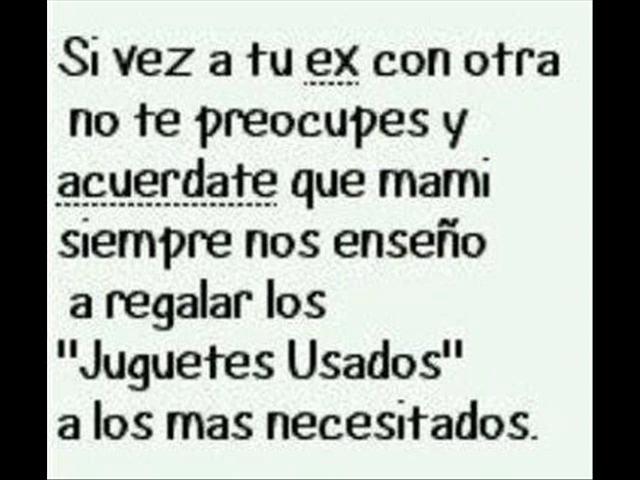 Si vez a tu ex con otra
no te preocupes y
acuerdate que mami
siempre nos enseño
a regalar los
"Juguetes Usados"
a los mas necesitados.